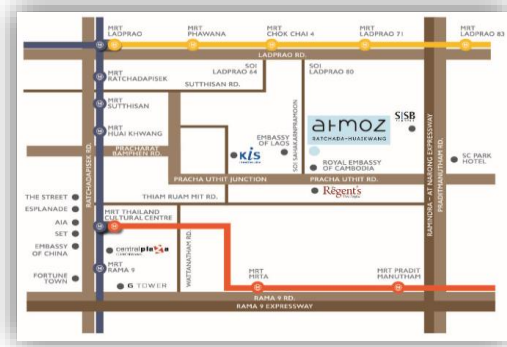 MRT
LADPRAO
MRT
PHAWANA
MRT
CHOK CHAI 4
MRT
LADPRAO 71
MRT
LADPRAO 83
LADPRAO RD.
MRT
RATCHADAPISEK
SOI
LADPRAO 64
SOI
LADPRAO 80
SUTTHISAN RD.
MRT
SUTTHISAN
MRT
HUAI KHWANG
PRACHARAT
RAMPHEN RD.
KIS
EMBASSY
OF LAOS
SOI SAHAKARNPRAMOON
atmoz
RATCHADA-HUAIKWANG
SISB
ROYAL EMBASSY
OF CAMBODIA
SC PARK
HOTEL
PRACHA UTHIT JUNCTION
PRACHA UTHIT RD.
Regent's
RATCHADAPISEK RD.
RAMINDRA - AT NARONG EXPRESSWAY
PRADITMANUTHAM RD.
THIAM RUAM MIT RD.
THE STREET
ESPLANADE
AIA
SET
EMBASSY
OF CHINA
FORTUNE
TOWN
MRT THAILAND
CULTURAL CENTRE
centralplaza
WATTANATHAM RD.
MRT
RAMA 9
G TOWER
MRT
MRTA
MRT PRADIT
MANUTHAM
RAMA 9 RD.
RAMA 9 EXPRESSWAY